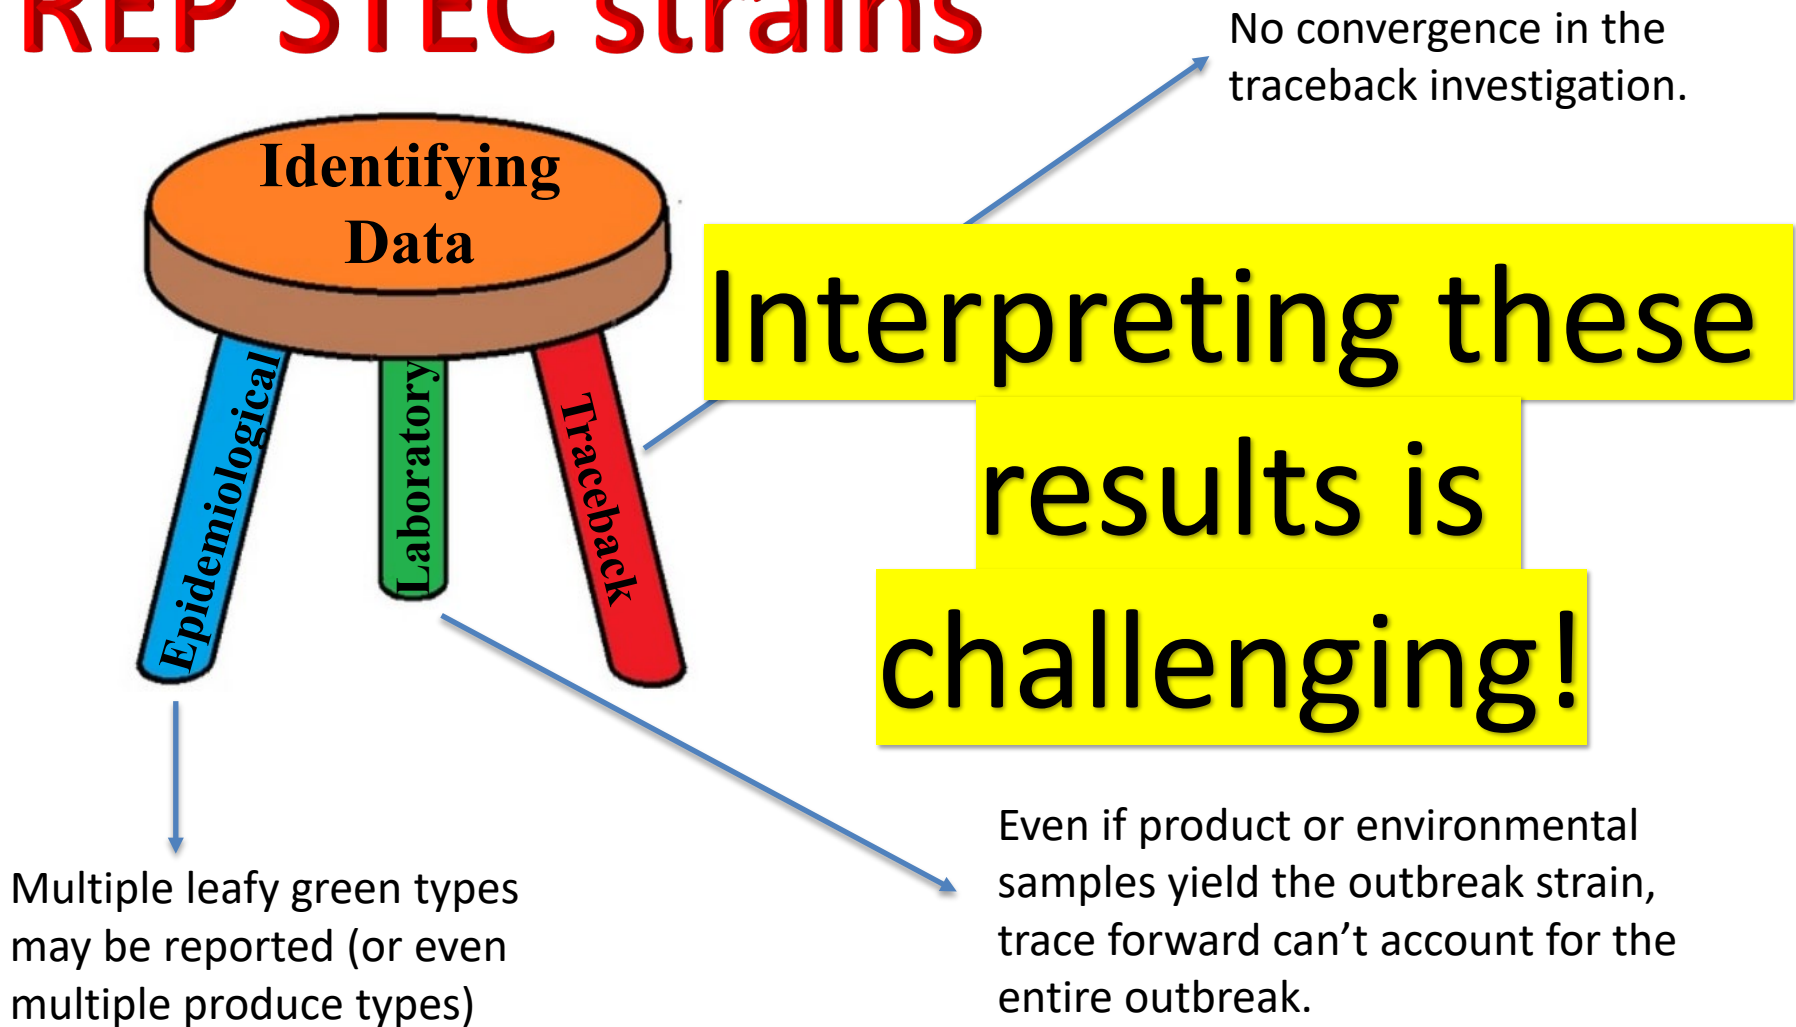 REP STEC strains
No convergence in the
traceback investigation.
Identifying
Data
Epidemiological
Laboratory
Traceback
Interpreting these
results is
challenging!
Multiple leafy green types
may be reported (or even
multiple produce types)
Even if product or environmental
samples yield the outbreak strain,
trace forward can’t account for the
entire outbreak.